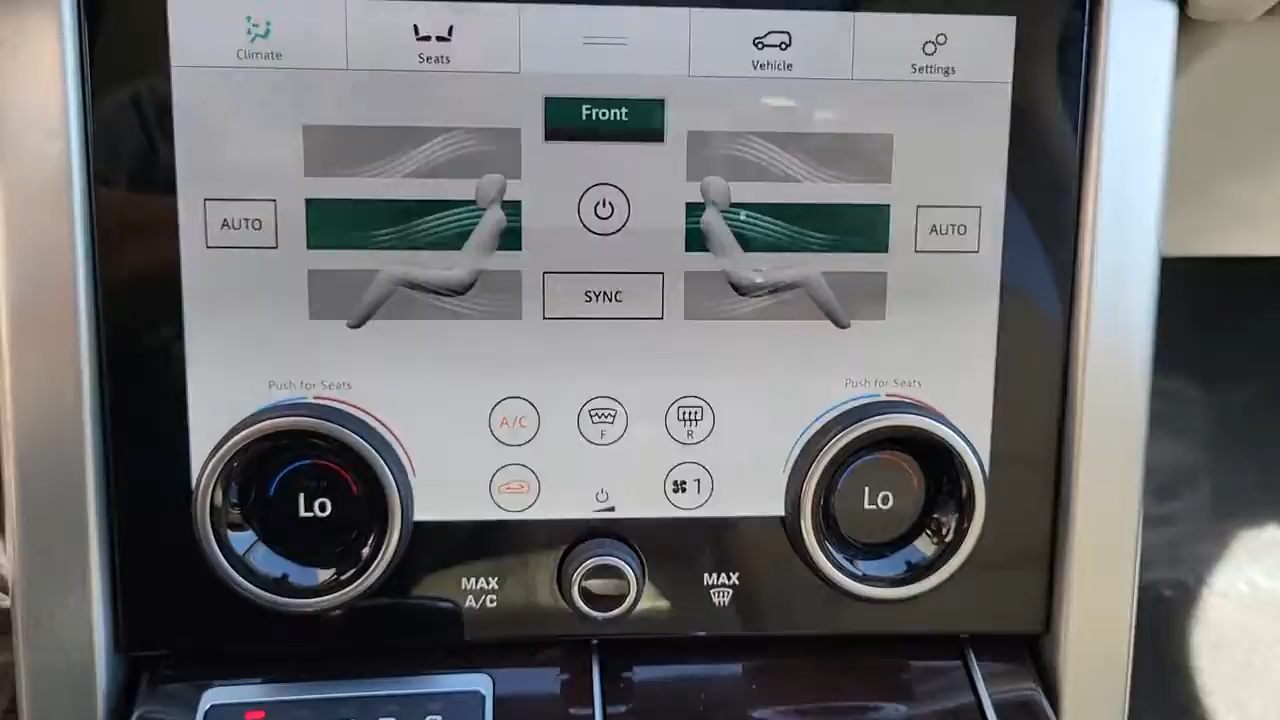 Climate
Seats
Vehicle
Settings
Front
AUTO
AUTO
SYNC
Push for Seats
Push for Seats
A/C
F
R
1
Lo
Lo
MAX
A/C
MAX